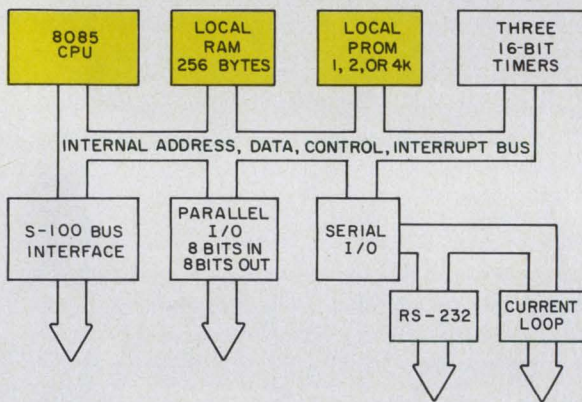 8085
CPU
LOCAL
RAM
256 BYTES
LOCAL
PROM
1, 2, OR 4K
THREE
16-BIT
TIMERS
INTERNAL ADDRESS, DATA, CONTROL, INTERRUPT BUS
S-100 BUS
INTERFACE
PARALLEL
I/O
8 BITS IN
8 BITS OUT
SERIAL
I/O
RS-232
CURRENT
LOOP